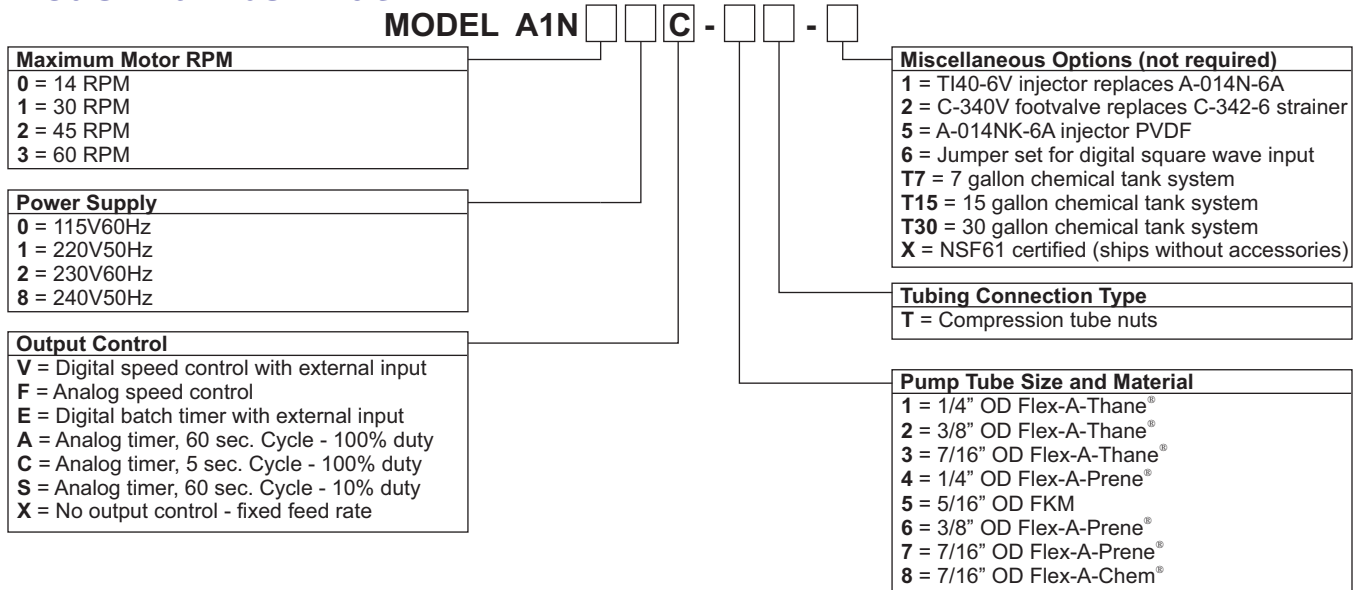 MODEL A1N C - -
Maximum Motor RPM
0 = 14 RPM
1 = 30 RPM
2 = 45 RPM
3 = 60 RPM
Power Supply
0 = 115V60Hz
1 = 220V50Hz
2 = 230V60Hz
8 = 240V50Hz
Output Control
V = Digital speed control with external input
F = Analog speed control
E = Digital batch timer with external input
A = Analog timer, 60 sec. Cycle - 100% duty
C = Analog timer, 5 sec. Cycle - 100% duty
S = Analog timer, 60 sec. Cycle - 10% duty
X = No output control - fixed feed rate
Miscellaneous Options (not required)
1 = TI40-6V injector replaces A-014N-6A
2 = C-340V footvalve replaces C-342-6 strainer
5 = A-014NK-6A injector PVDF
6 = Jumper set for digital square wave input
T7 = 7 gallon chemical tank system
T15 = 15 gallon chemical tank system
T30 = 30 gallon chemical tank system
X = NSF61 certified (ships without accessories)
Tubing Connection Type
T = Compression tube nuts
Pump Tube Size and Material
1 = 1/4” OD Flex-A-Thane®
2 = 3/8” OD Flex-A-Thane®
3 = 7/16” OD Flex-A-Thane®
4 = 1/4” OD Flex-A-Prene®
5 = 5/16” OD FKM
6 = 3/8” OD Flex-A-Prene®
7 = 7/16” OD Flex-A-Prene®
8 = 7/16” OD Flex-A-Chem®